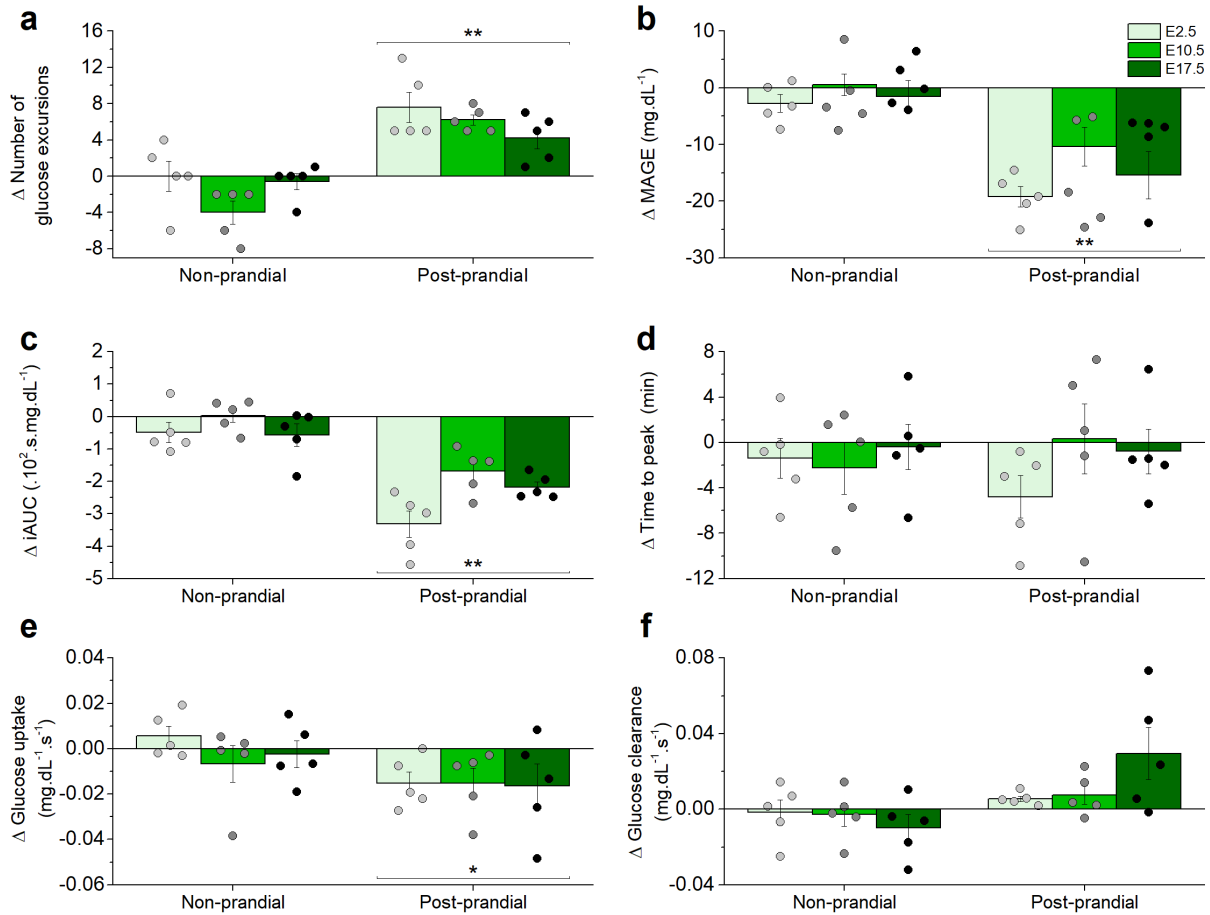 a
Δ Number of
glucose excursions
16
12
8
4
0
-4
-8
**
Non-prandial
Post-prandial
b
Δ MAGE (mg.dL⁻¹)
10
0
-10
-20
-30
E2.5
E10.5
E17.5
**
Non-prandial
Post-prandial
c
Δ iAUC (.10².s.mg.dL⁻¹)
2
1
0
-1
-2
-3
-4
-5
**
Non-prandial
Post-prandial
d
Δ Time to peak (min)
4
8
0
-4
-8
-12
Non-prandial
Post-prandial
e
Δ Glucose uptake
(mg.dL⁻¹.s⁻¹)
0.04
0.02
0.00
-0.02
-0.04
-0.06
*
Non-prandial
Post-prandial
f
Δ Glucose clearance
(mg.dL⁻¹.s⁻¹)
0.08
0.04
0.00
-0.04
Non-prandial
Post-prandial